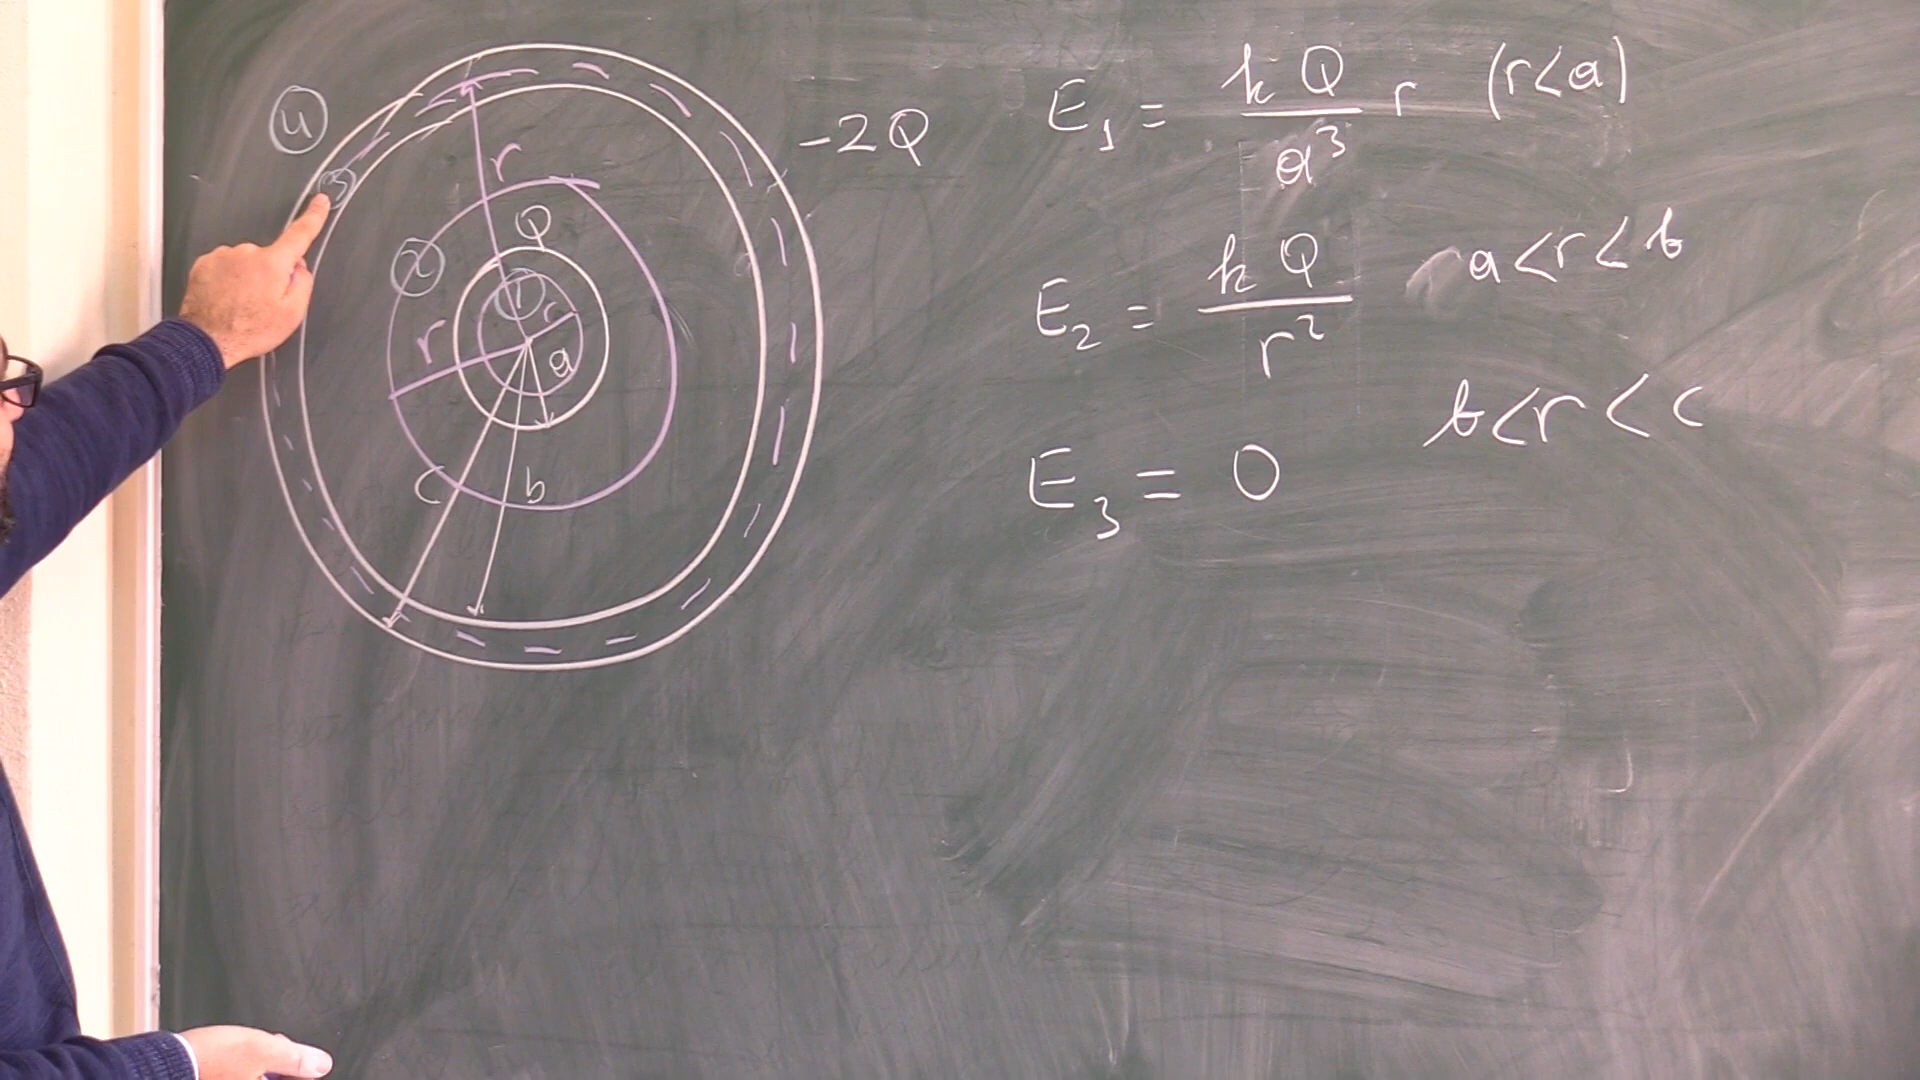 4
3
-2Q
r
Q
2
1
r
r
a
c
b
E₁ = kQ/a³ r (r<a)
E₂ = kQ/r² a<r<b
E₃ = 0 b<r<c